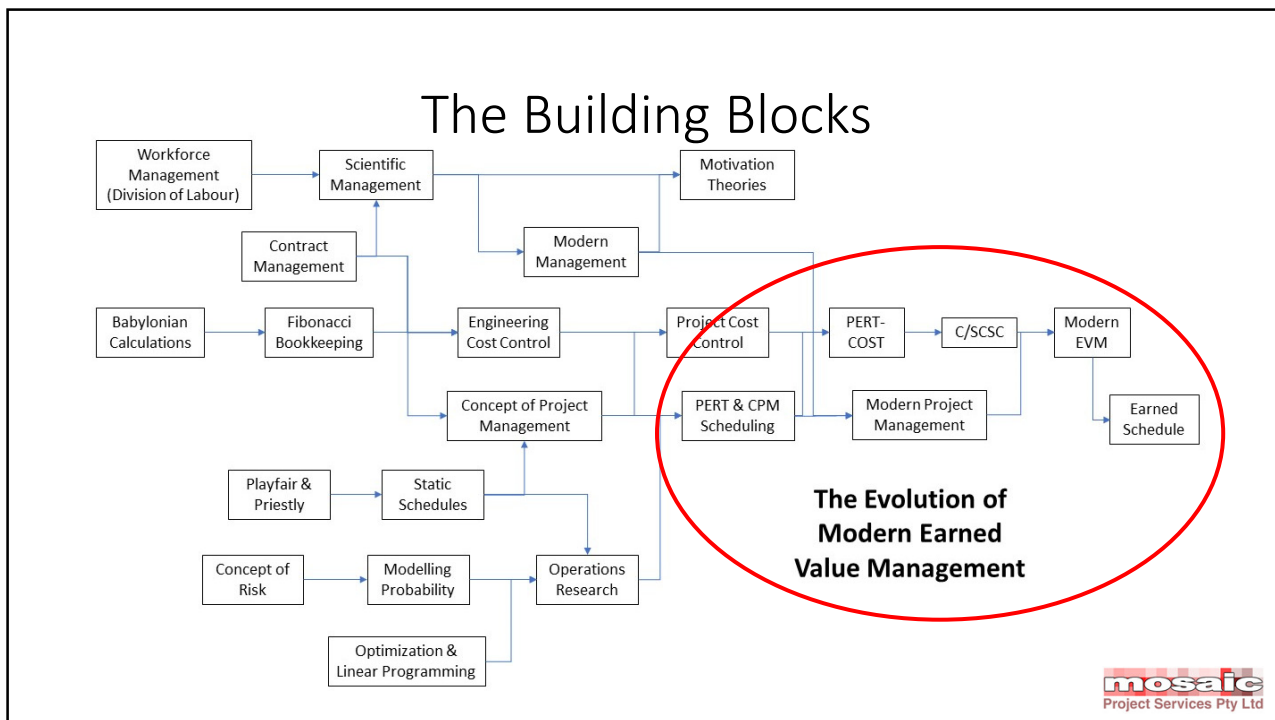 The Building Blocks
Workforce
Management
(Division of Labour)
Scientific
Management
Motivation
Theories
Contract
Management
Modern
Management
Babylonian
Calculations
Fibonacci
Bookkeeping
Engineering
Cost Control
Project Cost
Control
PERT-
COST
C/SCSC
Modern
EVM
Concept of Project
Management
PERT & CPM
Scheduling
Modern Project
Management
Earned
Schedule
Playfair &
Priestly
Static
Schedules
The Evolution of
Modern Earned
Value Management
Concept of
Risk
Modelling
Probability
Operations
Research
Optimization &
Linear Programming
mosaic
Project Services Pty Ltd